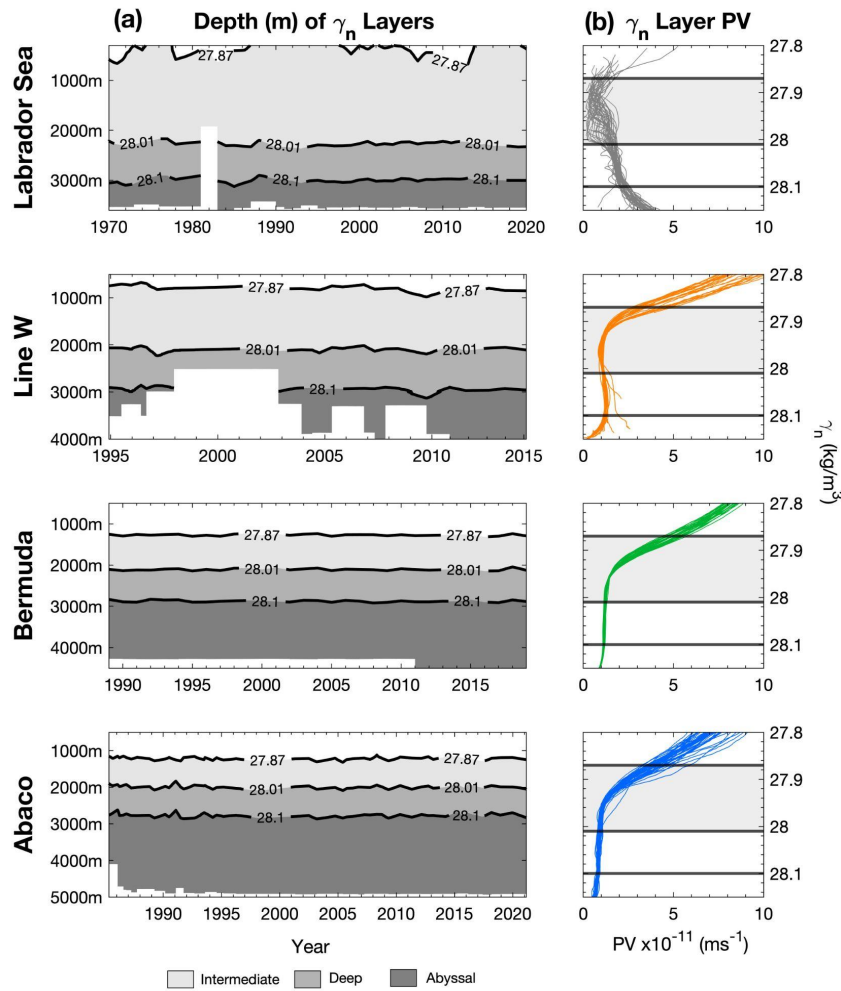 (a) Depth (m) of γn Layers
(b) γn Layer PV
Labrador Sea
1000m
2000m
3000m
27.87
27.87
28.01
28.01
28.01
28.1
28.1
28.1
1970 1980 1990 2000 2010 2020
27.8
27.9
28
28.1
0 5 10
Line W
1000m
2000m
3000m
4000m
27.87
27.87
28.01
28.01
28.1
1995 2000 2005 2010 2015
27.8
27.9
28
28.1
0 5 10
γn (kg/m³)
Bermuda
1000m
2000m
3000m
4000m
27.87 27.87
28.01 28.01
28.1 28.1
1990 1995 2000 2005 2010 2015
27.8
27.9
28
28.1
0 5 10
Abaco
1000m
2000m
3000m
4000m
5000m
27.87 27.87
28.01 28.01
28.1 28.1
1990 1995 2000 2005 2010 2015 2020
27.8
27.9
28
28.1
0 5 10
Year
PV x10⁻¹¹ (ms⁻¹)
Intermediate Deep Abyssal